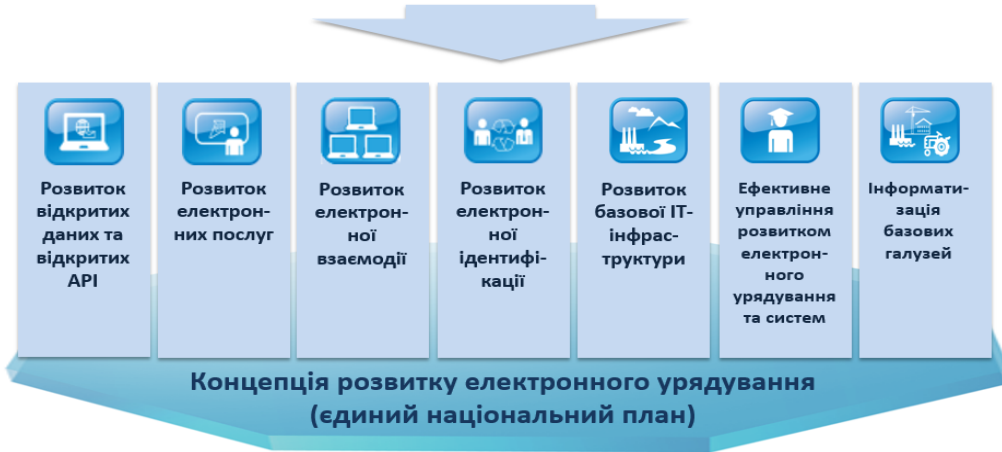 Розвиток
відкритих
даних та
відкритих
АРІ
Розвиток
електрон-
них послуг
Розвиток
електрон-
ної
взаємодії
Розвиток
електрон-
ної
ідентифі-
кації
Розвиток
базової ІТ-
інфрас-
труктури
Ефективне
управління
розвитком
електрон-
ного
урядування
та систем
Інформати-
зація
базових
галузей
Концепція розвитку електронного урядування
(єдиний національний план)